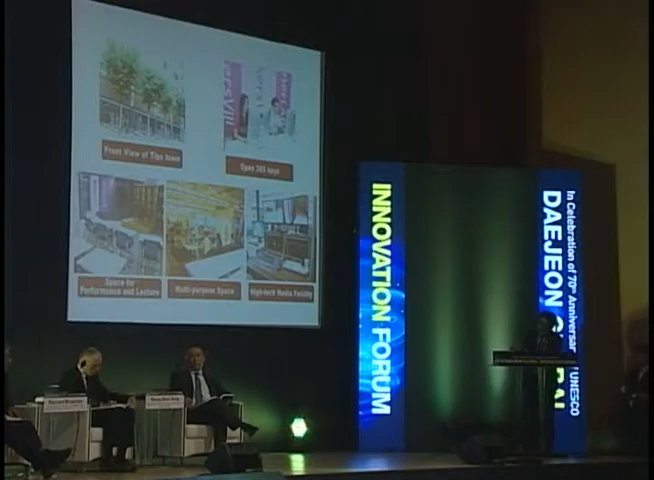 Front View of Tips town
Open 365 days
Space for
Performance and Lecture
Multi-purpose Space
High-tech Media Facility
INNOVATION FORUM
In Celebration of 70th Anniversar
UNESCO
DAEJEON